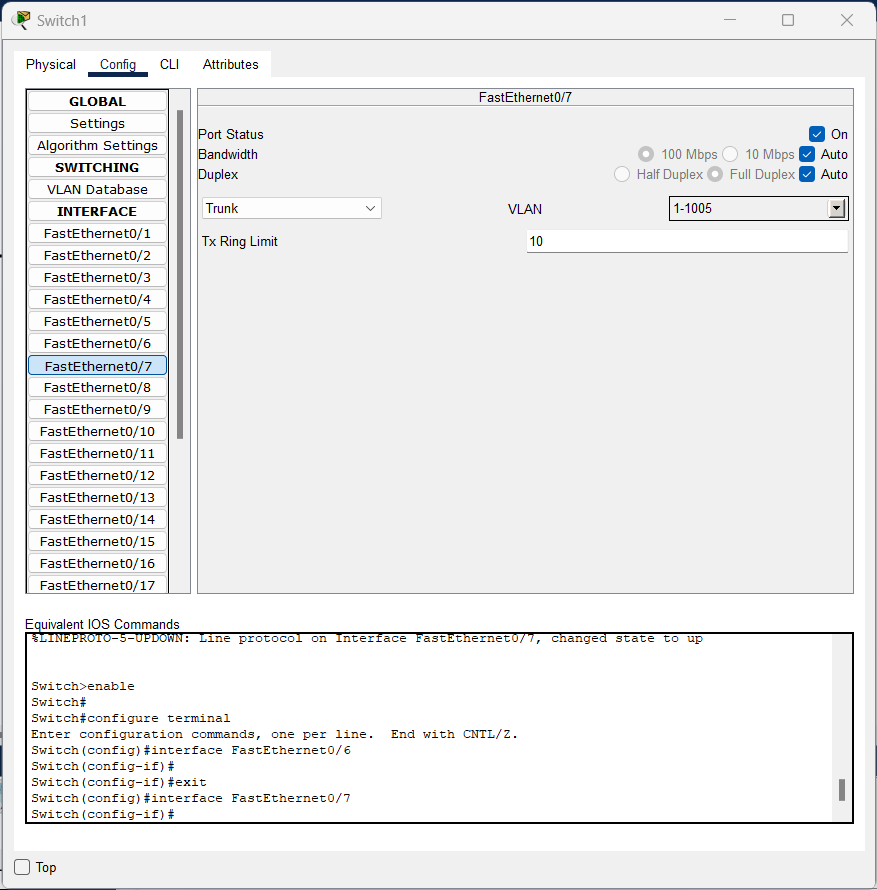 Switch1
Physical Config CLI Attributes
GLOBAL
Settings
Algorithm Settings
SWITCHING
VLAN Database
INTERFACE
FastEthernet0/1
FastEthernet0/2
FastEthernet0/3
FastEthernet0/4
FastEthernet0/5
FastEthernet0/6
FastEthernet0/7
FastEthernet0/8
FastEthernet0/9
FastEthernet0/10
FastEthernet0/11
FastEthernet0/12
FastEthernet0/13
FastEthernet0/14
FastEthernet0/15
FastEthernet0/16
FastEthernet0/17
FastEthernet0/7
Port Status On
Bandwidth 100 Mbps 10 Mbps Auto
Duplex Half Duplex Full Duplex Auto
Trunk VLAN 1-1005
Tx Ring Limit 10
Equivalent IOS Commands
%LINEPROTO-5-UPDOWN: Line protocol on Interface FastEthernet0/7, changed state to up
Switch>enable
Switch#
Switch#configure terminal
Enter configuration commands, one per line. End with CNTL/Z.
Switch(config)#interface FastEthernet0/6
Switch(config-if)#
Switch(config-if)#exit
Switch(config)#interface FastEthernet0/7
Switch(config-if)#
Top